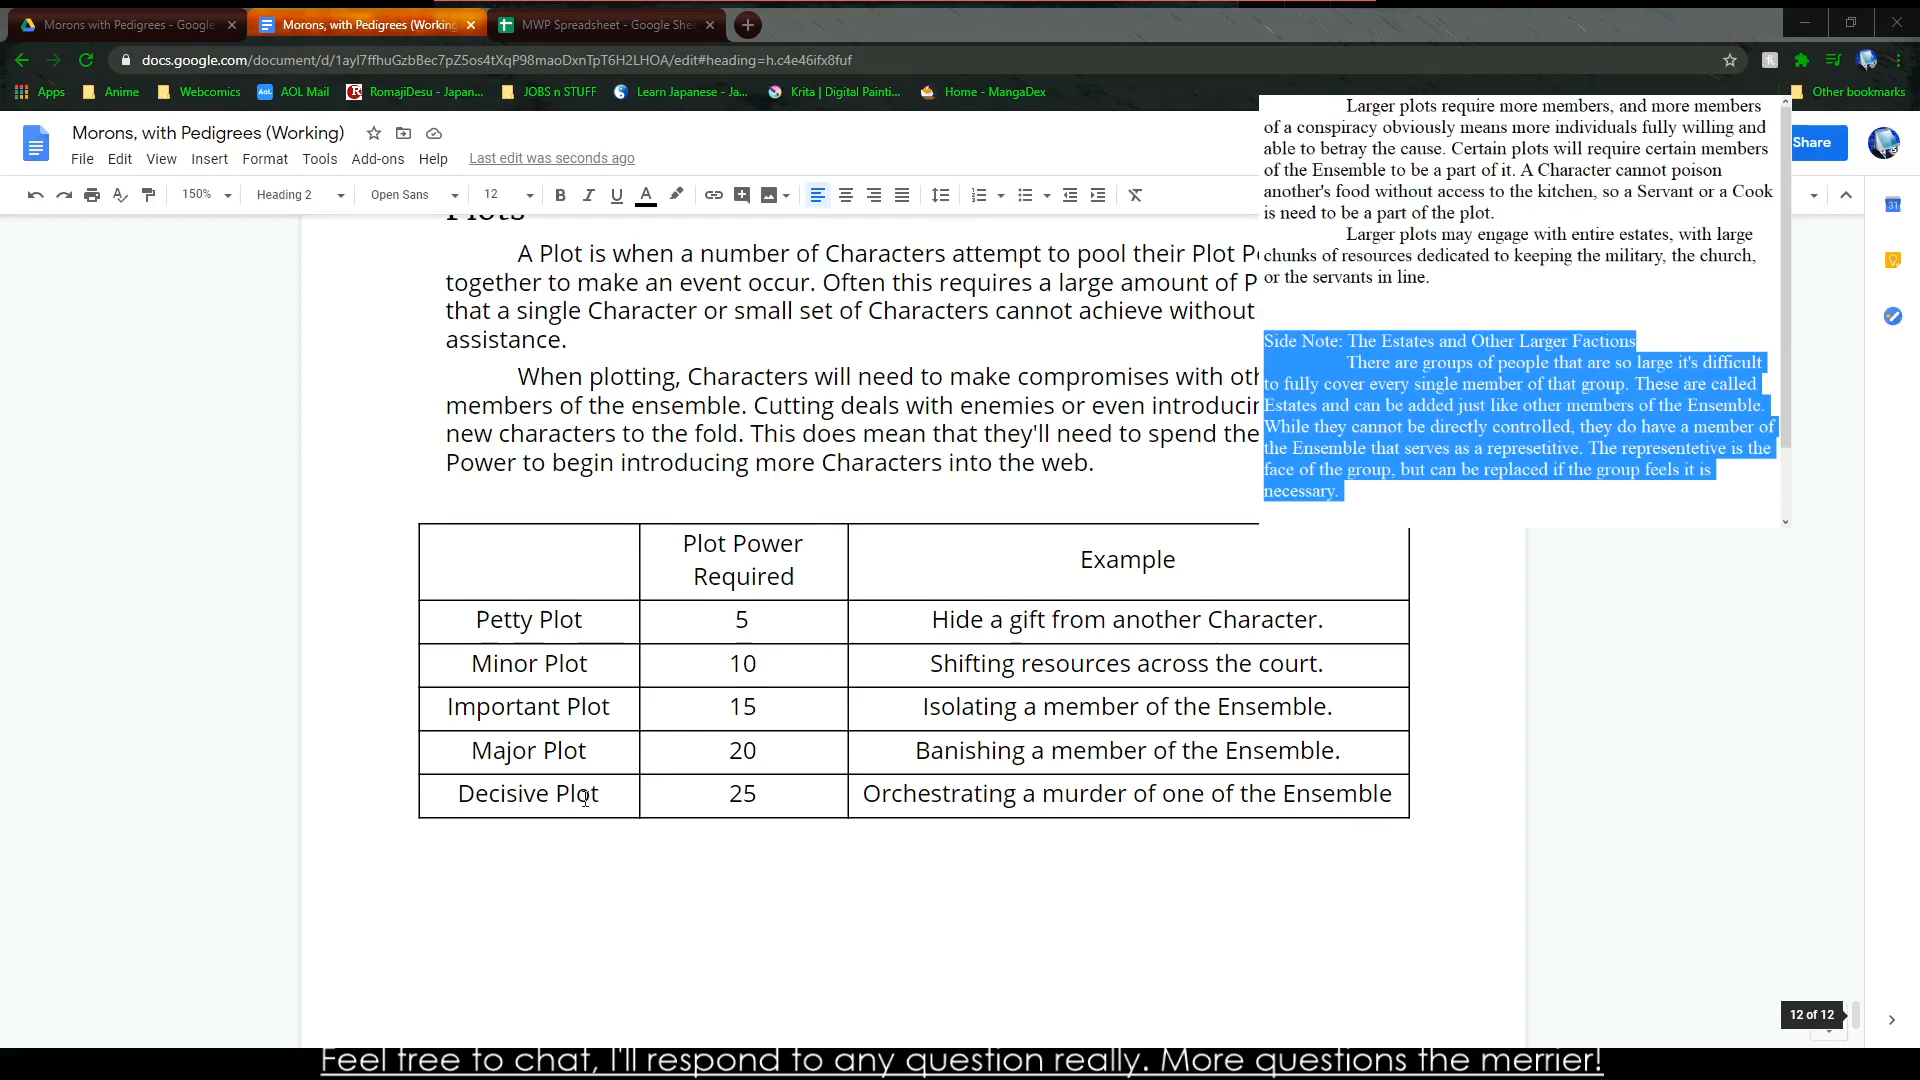 Morons with Pedigrees - Google
Morons, with Pedigrees (Working
MWP Spreadsheet - Google She
docs.google.com/document/d/1ayI7ffhuGzbBec7pZ5os4tXqP98maoDxnTpT6H2LHOA/edit#heading=h.c4e46ifx8fuf
Apps
Anime
Webcomics
AOL Mail
RomajiDesu - Japan...
JOBS n STUFF
Learn Japanese - Ja...
Krita | Digital Painti...
Home - MangaDex
Other bookmarks
Morons, with Pedigrees (Working)
File Edit View Insert Format Tools Add-ons Help Last edit was seconds ago
Share
150% Heading 2 Open Sans 12
Plots
A Plot is when a number of Characters attempt to pool their Plot
together to make an event occur. Often this requires a large amount of
that a single Character or small set of Characters cannot achieve without
assistance.
When plotting, Characters will need to make compromises with
members of the ensemble. Cutting deals with enemies or even
new characters to the fold. This does mean that they'll need to spend
Power to begin introducing more Characters into the web.
Larger plots require more members, and more members
of a conspiracy obviously means more individuals fully willing and
able to betray the cause. Certain plots will require certain members
of the Ensemble to be a part of it. A Character cannot poison
another's food without access to the kitchen, so a Servant or a Cook
is need to be a part of the plot.
Larger plots may engage with entire estates, with large
chunks of resources dedicated to keeping the military, the church,
or the servants in line.
Side Note: The Estates and Other Larger Factions
There are groups of people that are so large it's difficult
to fully cover every single member of that group. These are called
Estates and can be added just like other members of the Ensemble.
While they cannot be directly controlled, they do have a member of
the Ensemble that serves as a represetitive. The representetive is the
face of the group, but can be replaced if the group feels it is
necessary.
Plot Power
Required
Example
Petty Plot 5 Hide a gift from another Character.
Minor Plot 10 Shifting resources across the court.
Important Plot 15 Isolating a member of the Ensemble.
Major Plot 20 Banishing a member of the Ensemble.
Decisive Plot 25 Orchestrating a murder of one of the Ensemble
12 of 12
Feel free to chat, I'll respond to any question really. More questions the merrier!